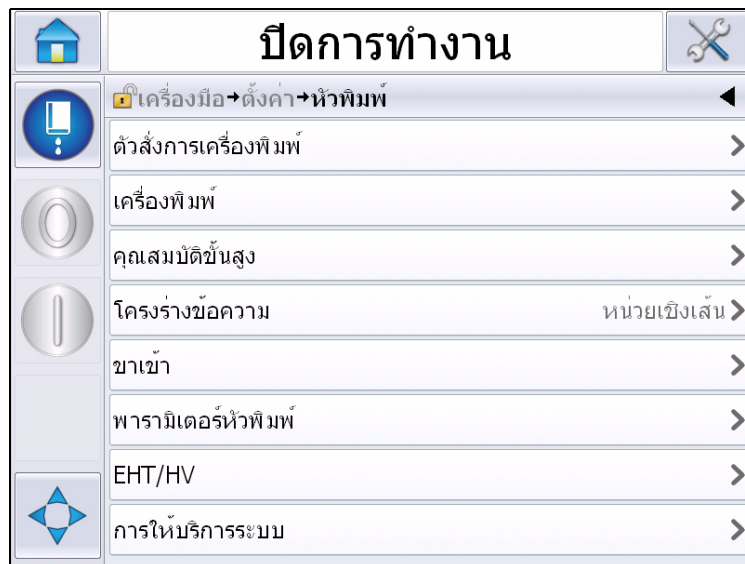 ปิดการทำงาน
เครื่องมือ→ตั้งค่า→หัวพิมพ์
ตัวสั่งการเครื่องพิมพ์
เครื่องพิมพ์
คุณสมบัติขั้นสูง
โครงร่างข้อความ หน่วยเชิงเส้น
ขาเข้า
พารามิเตอร์หัวพิมพ์
EHT/HV
การให้บริการระบบ